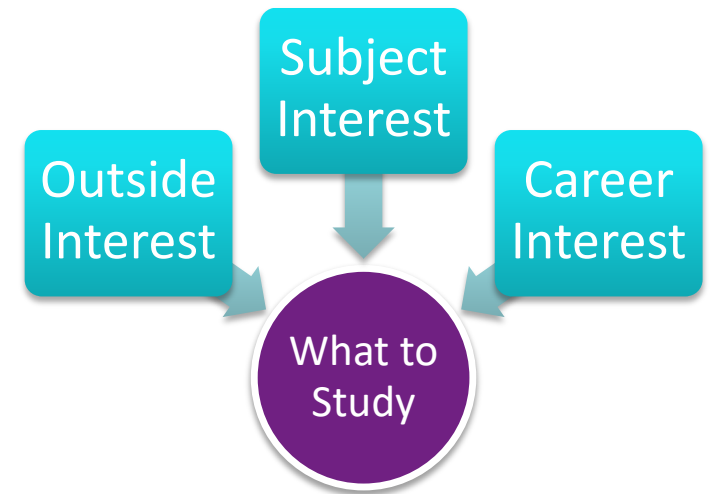 Subject
Interest
Outside
Interest
Career
Interest
What to
Study